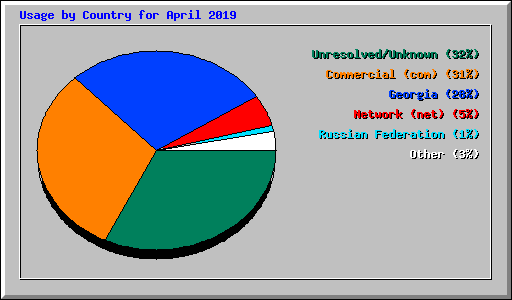 Usage by Country for April 2019
Unresolved/Unknown (32%)
Commercial (com) (31%)
Georgia (28%)
Network (net) (5%)
Russian Federation (1%)
Other (3%)